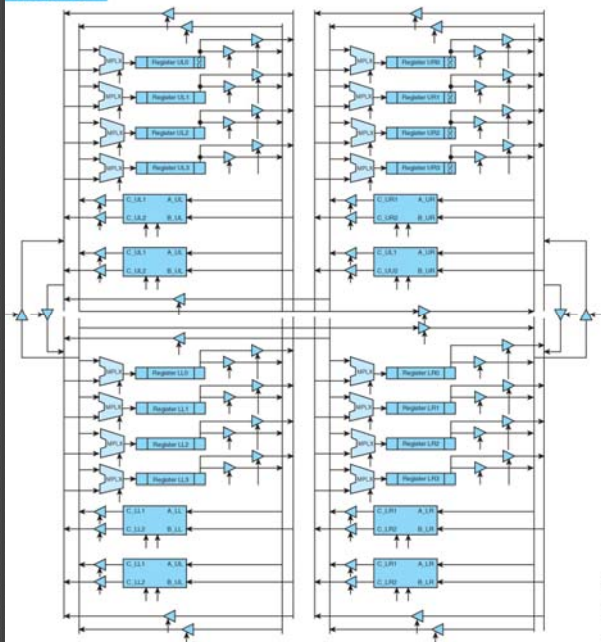 MPLX Register UL0 MPLX Register UR0
MPLX Register UL1 MPLX Register UR1
MPLX Register UL2 MPLX Register UR2
MPLX Register UL3 MPLX Register UR3
C_UL1 A_UL C_UR1 A_UR
C_UL2 B_UL C_UR2 B_UR
C_UL1 A_UL C_UL1 A_UR
C_UL2 B_UL B_UR
MPLX Register LL0 MPLX Register LR0
MPLX Register LL1 MPLX Register LR1
MPLX Register LL2 MPLX Register LR2
MPLX Register LL3 MPLX Register LR3
C_LL1 A_LL C_LR1 A_LR
C_LL2 B_LL C_LR2 B_LR
C_LL1 A_UL C_LR1 A_LR
C_LL2 B_UL C_LR2 B_LR